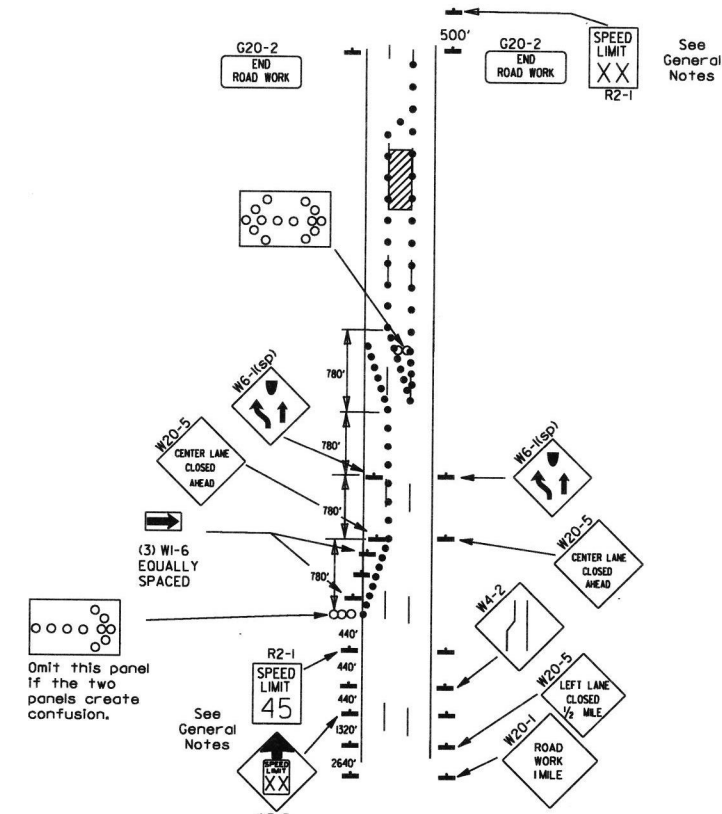 500'
G20-2
END
ROAD WORK
G20-2
END
ROAD WORK
SPEED
LIMIT
XX
R2-1
See
General
Notes
780'
W6-1(sp)
780'
W20-5
CENTER LANE
CLOSED
AHEAD
W6-1(sp)
780'
(3) W1-6
EQUALLY
SPACED
780'
W20-5
CENTER LANE
CLOSED
AHEAD
Omit this panel
if the two
panels create
confusion.
440'
R2-1
SPEED
LIMIT
45
440'
W4-2
440'
See
General
Notes
W20-5
LEFT LANE
CLOSED
1/2 MILE
1320'
SPEED
LIMIT
XX
2640'
W20-1
ROAD
WORK
1 MILE